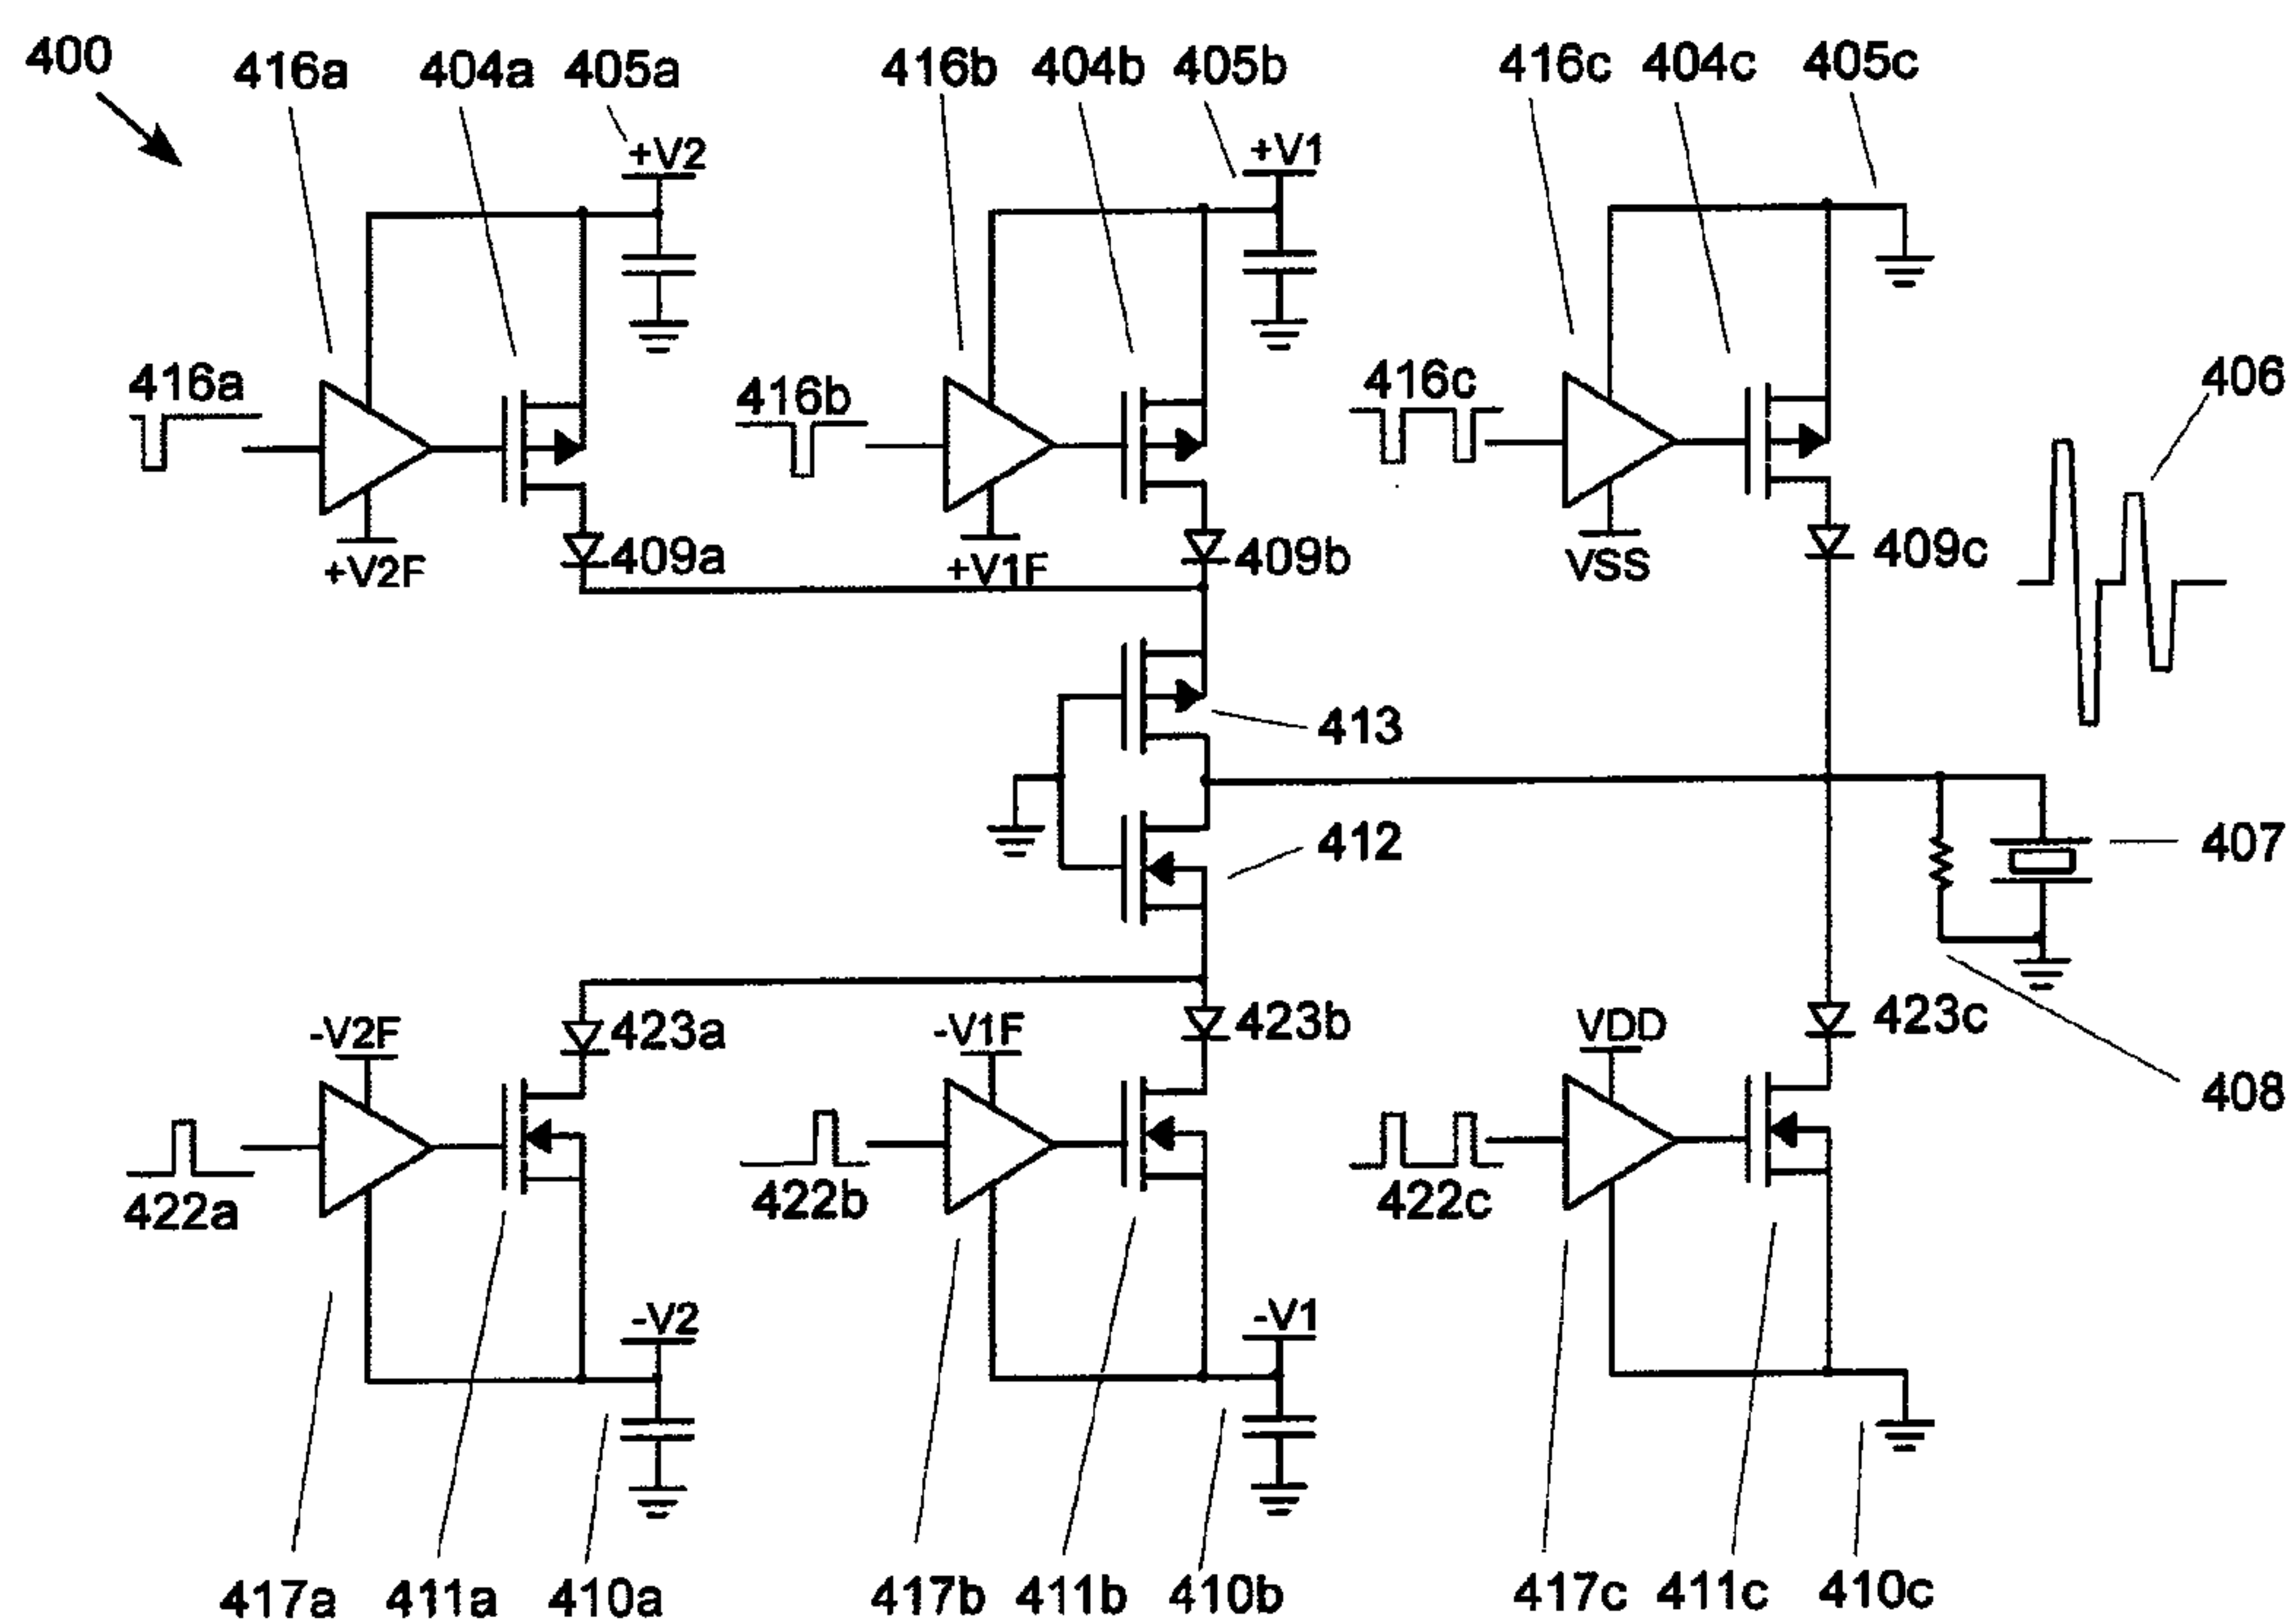 400
416a 404a 405a 416b 404b 405b 416c 404c 405c
+V2 +V1
416a 416b 416c 406
+V2F 409a +V1F 409b VSS 409c
413
412 407
-V2F 423a -V1F 423b VDD 423c
408
422a 422b 422c
-V2 -V1
417a 411a 410a 417b 411b 410b 417c 411c 410c